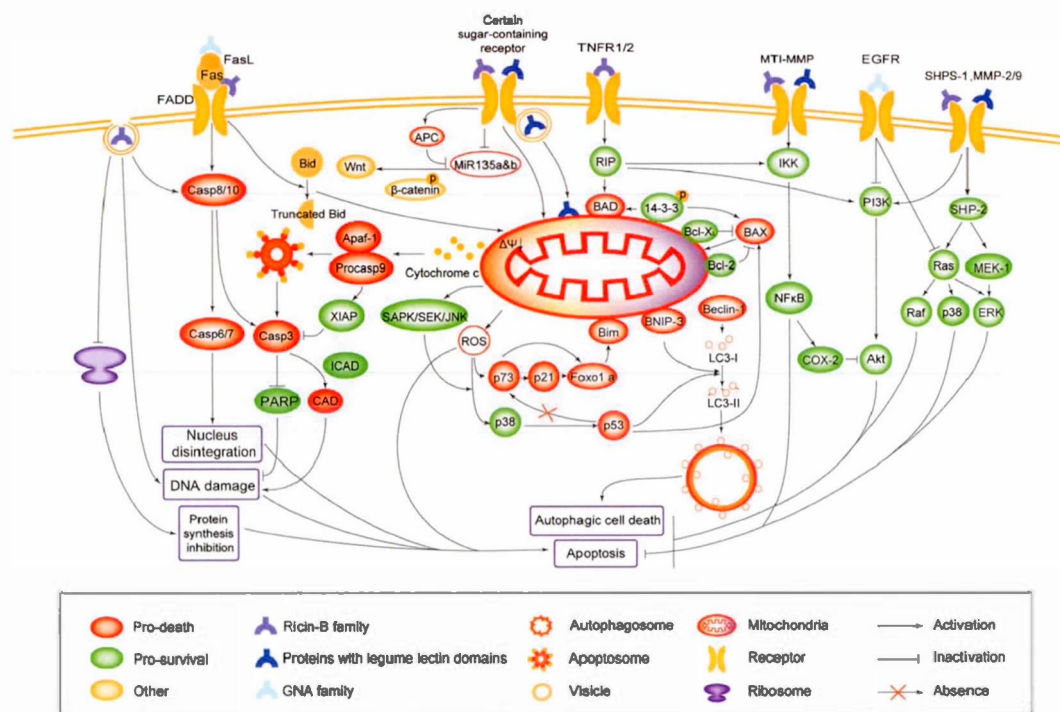 Certain
sugar-containing
receptor
TNFR1/2
MTI-MMP
EGFR
SHPS-1,MMP-2/9
FasL
Fas
FADD
APC
MiR135a&b
Wnt
β-catenin
p
Bid
Truncated Bid
Casp8/10
Apaf-1
Procasp9
Cytochrome c
ΔΨ
RIP
BAD
14-3-3
p
Bcl-X
BAX
Bcl-2
IKK
PI3K
SHP-2
Ras
MEK-1
Raf
p38
ERK
NFκB
COX-2
Akt
XIAP
SAPK/SEK/JNK
ROS
Bim
BNIP-3
Beclin-1
LC3-I
LC3-II
Casp6/7
Casp3
ICAD
PARP
CAD
p73
p21
Foxo1 a
p38
p53
Nucleus
disintegration
DNA damage
Protein
synthesis
inhibition
Autophagic cell death
Apoptosis
Pro-death
Ricin-B family
Autophagosome
Mitochondria
Activation
Pro-survival
Proteins with legume lectin domains
Apoptosome
Receptor
Inactivation
Other
GNA family
Visicle
Ribosome
Absence